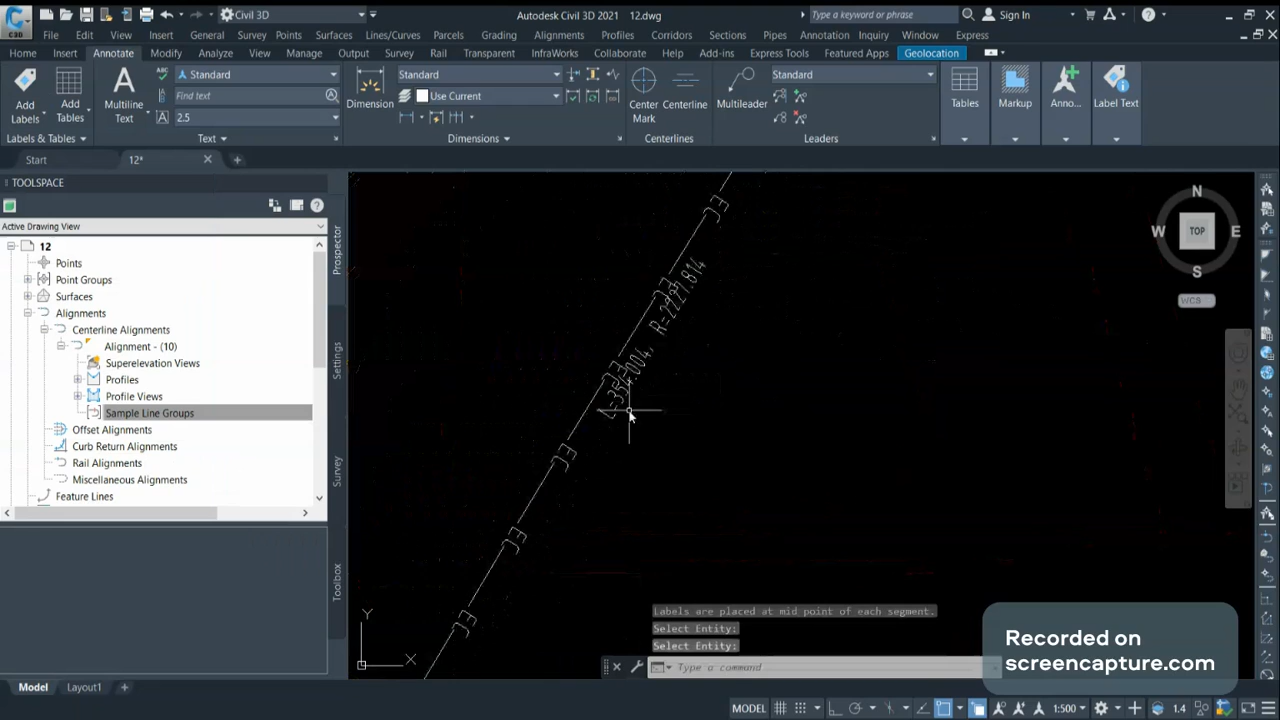 Autodesk Civil 3D 2021 12.dwg
C3D
Civil 3D
Type a keyword or phrase
Sign In
File Edit View Insert General Survey Points Surfaces Lines/Curves Parcels Grading Alignments Profiles Corridors Sections Pipes Annotation Inquiry Window Express
Home Insert Annotate Modify Analyze View Manage Output Survey Rail Transparent InfraWorks Collaborate Help Add-ins Express Tools Featured Apps Geolocation
Add Labels
Add Tables
Multiline Text
Standard
Find text
2.5
Dimension
Standard
Use Current
Center Mark
Centerline
Multileader
Standard
Tables
Markup
Anno...
Label Text
Labels & Tables
Text
Dimensions
Centerlines
Leaders
Start
12*
TOOLSPACE
Active Drawing View
12
Points
Point Groups
Surfaces
Alignments
Centerline Alignments
Alignment - (10)
Superelevation Views
Profiles
Profile Views
Sample Line Groups
Offset Alignments
Curb Return Alignments
Rail Alignments
Miscellaneous Alignments
Feature Lines
Prospector
Settings
Survey
Toolbox
R=2227.814
N
W TOP E
S
WCS
Y
X
Labels are placed at mid point of each segment.
Select Entity:
Select Entity:
Type a command
Recorded on
screencapture.com
Model Layout1
MODEL
1:500
1.4